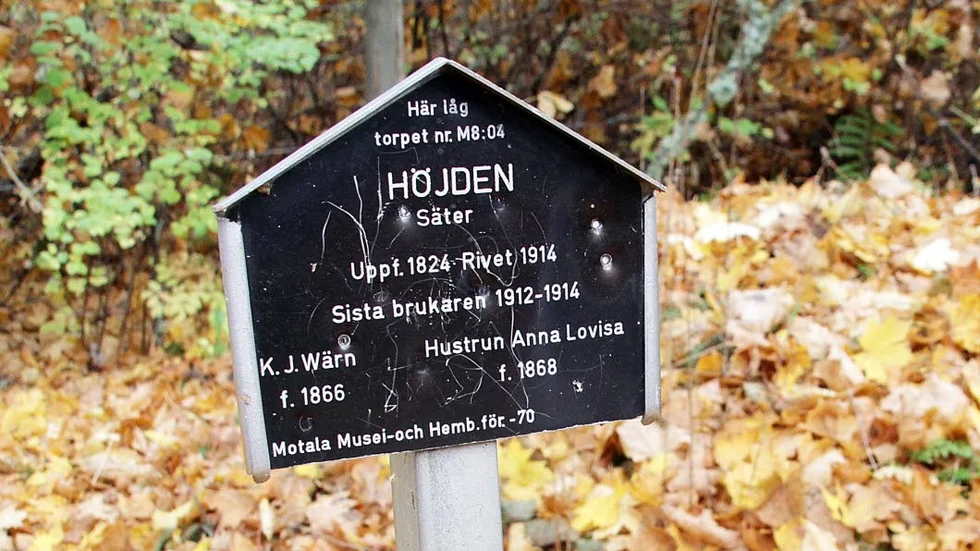 Här låg
torpet nr. M8:04
HÖJDEN
Säter
Uppf. 1824 Rivet 1914
Sista brukaren 1912-1914
K. J. Wärn Hustrun Anna Lovisa
f. 1866 f. 1868
Motala Musei-och Hemb. för. -70